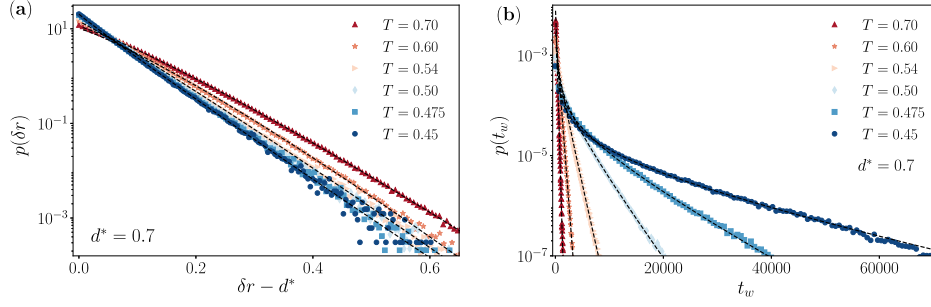 (a)
10¹
10⁻¹
10⁻³
p(δr)
T = 0.70
T = 0.60
T = 0.54
T = 0.50
T = 0.475
T = 0.45
d* = 0.7
0.0 0.2 0.4 0.6
δr − d*
(b)
10⁻³
10⁻⁵
10⁻⁷
p(t_w)
T = 0.70
T = 0.60
T = 0.54
T = 0.50
T = 0.475
T = 0.45
d* = 0.7
0 20000 40000 60000
t_w